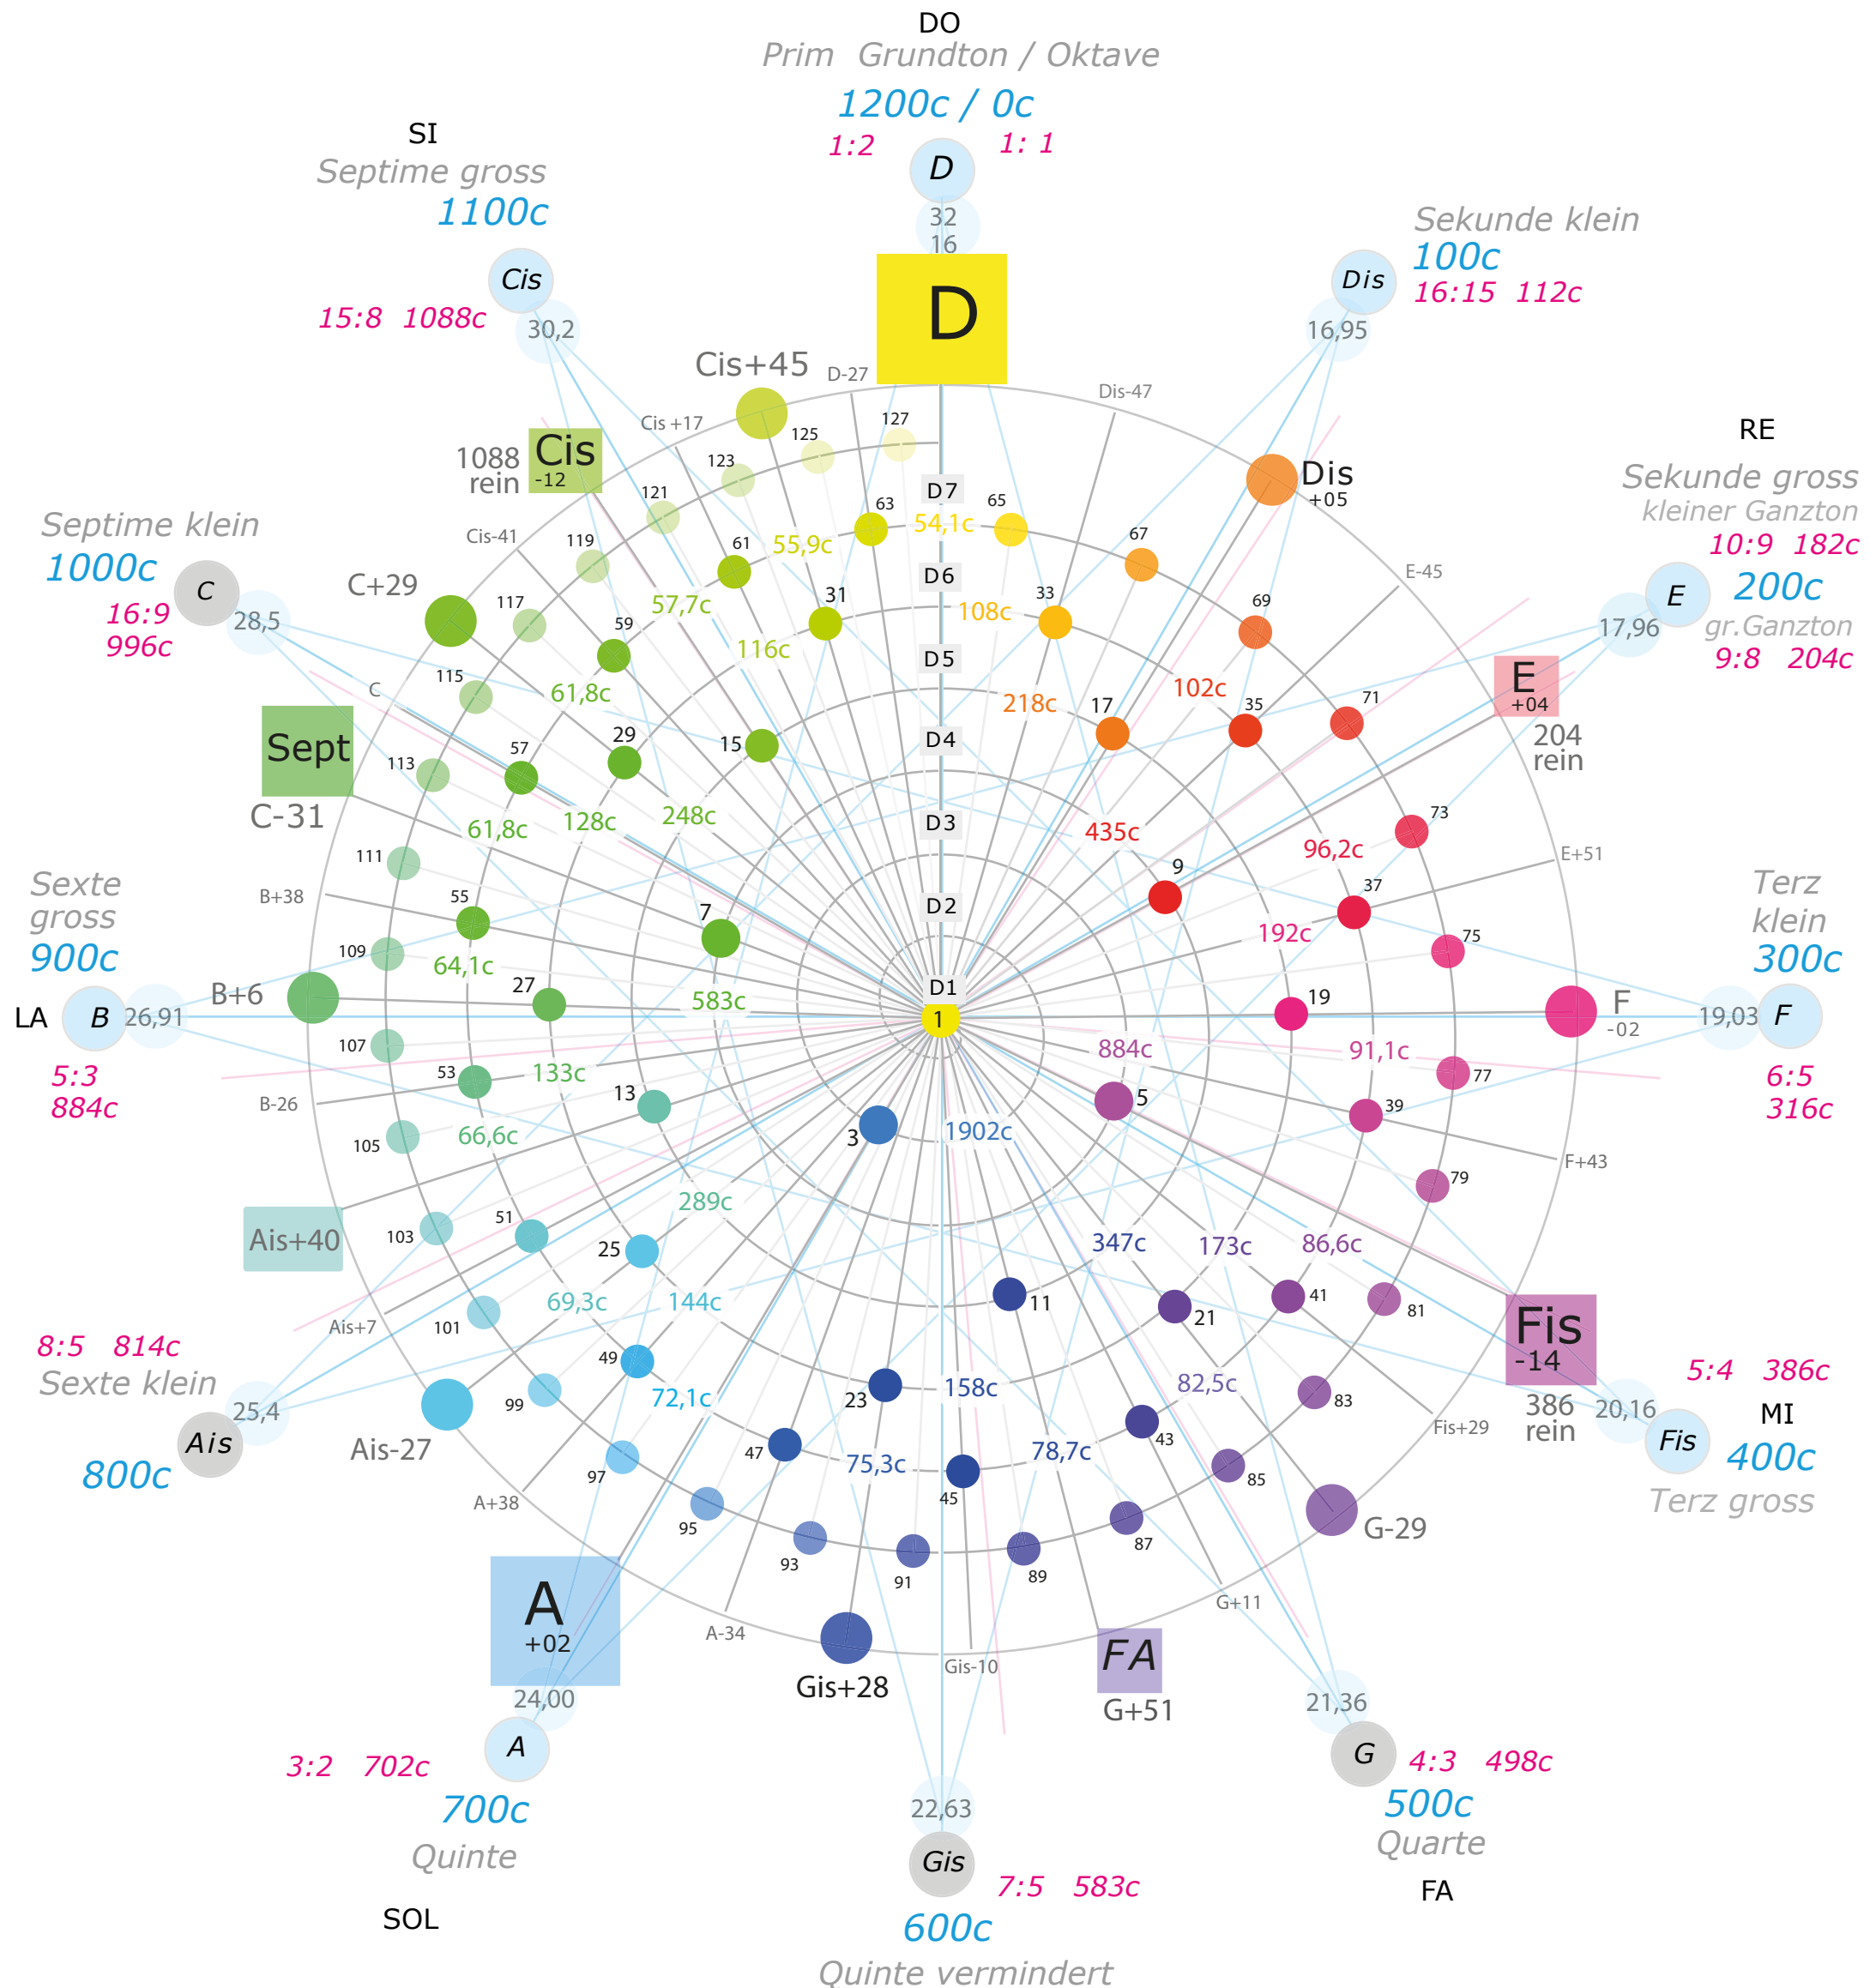 DO
Prim Grundton / Oktave
1200c / 0c
1:2
1: 1
D
32
16
D
SI
Septime gross
1100c
Cis
15:8 1088c
30,2
Sekunde klein
100c
16:15 112c
Dis
16,95
Cis+45
D-27
Dis-47
Cis +17
Cis
-12
1088
rein
Dis
+05
RE
Sekunde gross
kleiner Ganzton
10:9 182c
200c
gr.Ganzton
9:8 204c
E
17,96
E
+04
204
rein
E-45
Septime klein
1000c
C
16:9
996c
28,5
Cis-41
C+29
C
Sept
C-31
127
125
123
121
119
117
115
113
111
109
107
105
103
101
99
97
95
93
91
89
87
85
83
81
79
77
75
73
71
69
67
65
63
61
59
57
55
53
51
49
47
45
43
41
39
37
35
33
31
29
27
25
23
21
19
17
15
13
11
9
7
5
3
1
D7
D6
D5
D4
D3
D2
D1
54,1c
55,9c
57,7c
61,8c
61,8c
64,1c
66,6c
69,3c
72,1c
75,3c
78,7c
82,5c
86,6c
91,1c
96,2c
102c
108c
116c
128c
133c
144c
158c
173c
192c
218c
248c
289c
347c
435c
583c
884c
1902c
Sexte
gross
900c
LA
B
26,91
5:3
884c
B+38
B+6
B-26
Ais+40
E+51
Terz
klein
300c
F
-02
19,03
F
6:5
316c
F+43
8:5 814c
Sexte klein
25,4
Ais
800c
Ais+7
Ais-27
A+38
A
+02
24,00
A
3:2 702c
700c
Quinte
SOL
A-34
Gis+28
Gis-10
22,63
Gis
7:5 583c
600c
Quinte vermindert
FA
G+51
G+11
G-29
Fis+29
21,36
G
4:3 498c
500c
Quarte
FA
Fis
-14
386
rein
20,16
Fis
5:4 386c
MI
400c
Terz gross